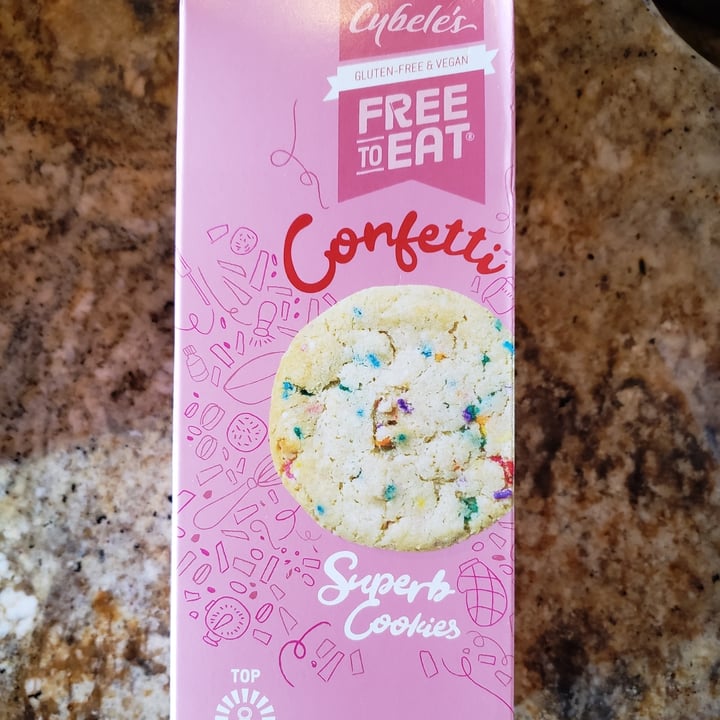 Cybele's
GLUTEN-FREE & VEGAN
FREE
TO EAT®
Confetti
Superb
Cookies
TOP